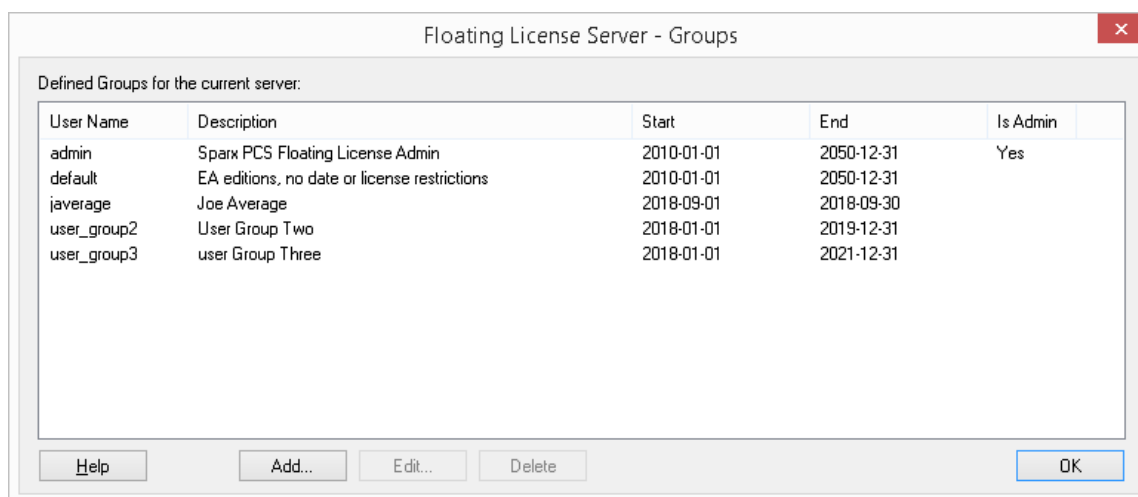 Floating License Server - Groups
Defined Groups for the current server:
User Name Description Start End Is Admin
admin Sparx PCS Floating License Admin 2010-01-01 2050-12-31 Yes
default EA editions, no date or license restrictions 2010-01-01 2050-12-31
javerage Joe Average 2018-09-01 2018-09-30
user_group2 User Group Two 2018-01-01 2019-12-31
user_group3 user Group Three 2018-01-01 2021-12-31
Help Add... Edit... Delete OK